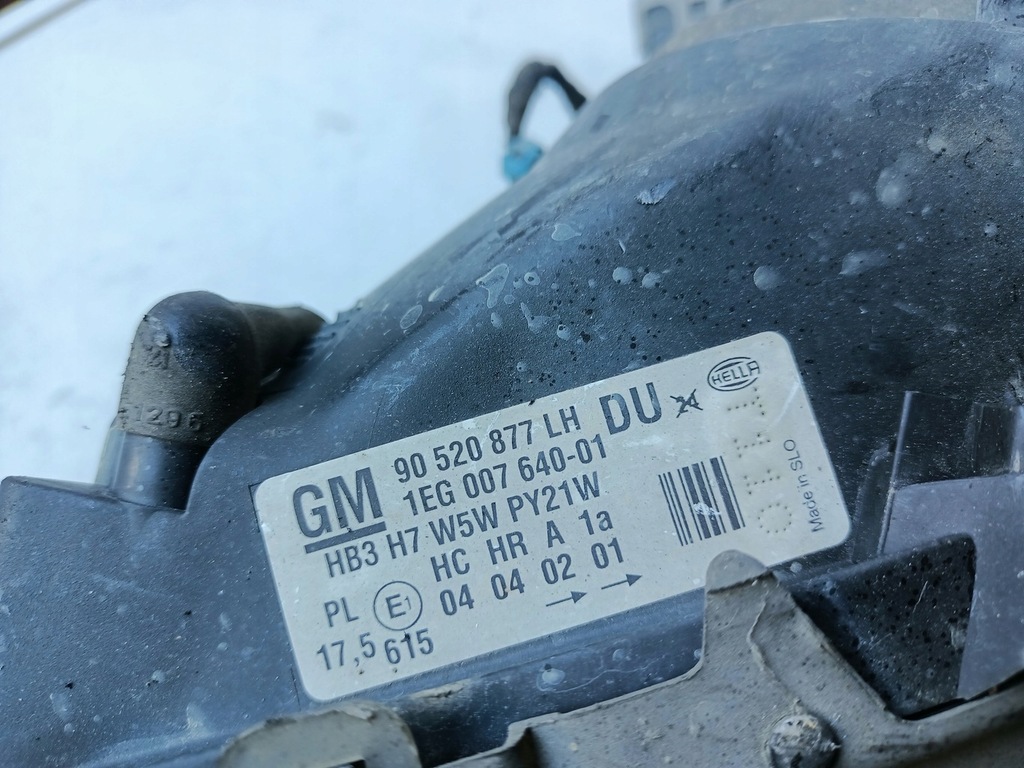 GM 90 520 877 LH DU
HELLA
1EG 007 640-01
HB3 H7 W5W PY21W
HC HR A 1a
PL E1 04 04 02 01
17,5 615
Made in SLO